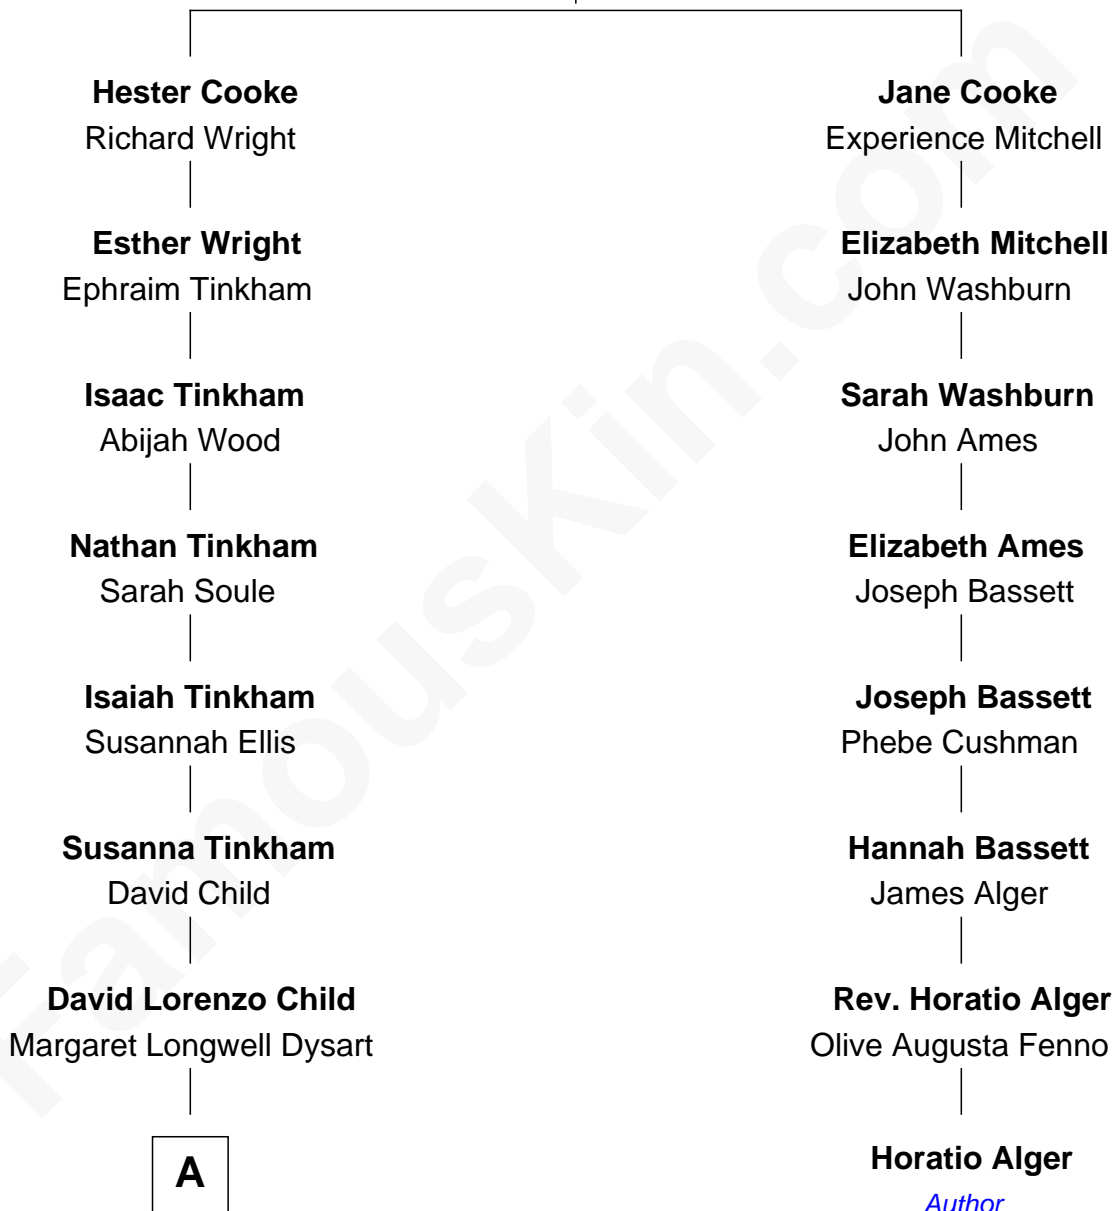 Hester Cooke
Richard Wright
Jane Cooke
Experience Mitchell
Esther Wright
Ephraim Tinkham
Elizabeth Mitchell
John Washburn
Isaac Tinkham
Abijah Wood
Sarah Washburn
John Ames
Nathan Tinkham
Sarah Soule
Elizabeth Ames
Joseph Bassett
Isaiah Tinkham
Susannah Ellis
Joseph Bassett
Phebe Cushman
Susanna Tinkham
David Child
Hannah Bassett
James Alger
David Lorenzo Child
Margaret Longwell Dysart
Rev. Horatio Alger
Olive Augusta Fenno
A
Horatio Alger
Author
FamousKin.com